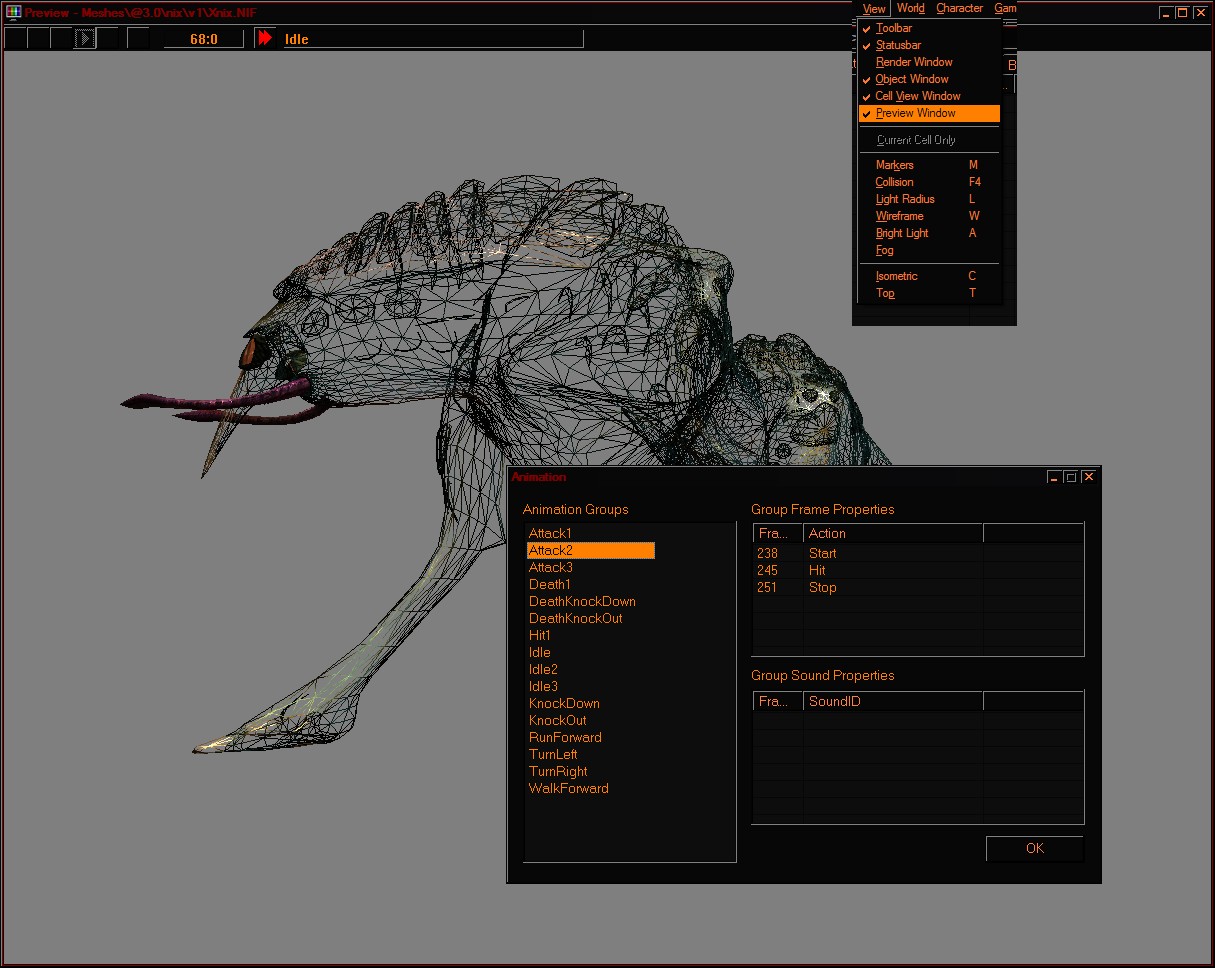 Preview - Meshes\@3.0\nix\v1\Xnix.NIF
68:0 Idle
View World Character Gam
Toolbar
Statusbar
Render Window
Object Window
Cell View Window
Preview Window
Current Cell Only
Markers M
Collision F4
Light Radius L
Wireframe W
Bright Light A
Fog
Isometric C
Top T
t
B
Animation
Animation Groups
Attack1
Attack2
Attack3
Death1
DeathKnockDown
DeathKnockOut
Hit1
Idle
Idle2
Idle3
KnockDown
KnockOut
RunForward
TurnLeft
TurnRight
WalkForward
Group Frame Properties
Fra... Action
238 Start
245 Hit
251 Stop
Group Sound Properties
Fra... SoundID
OK